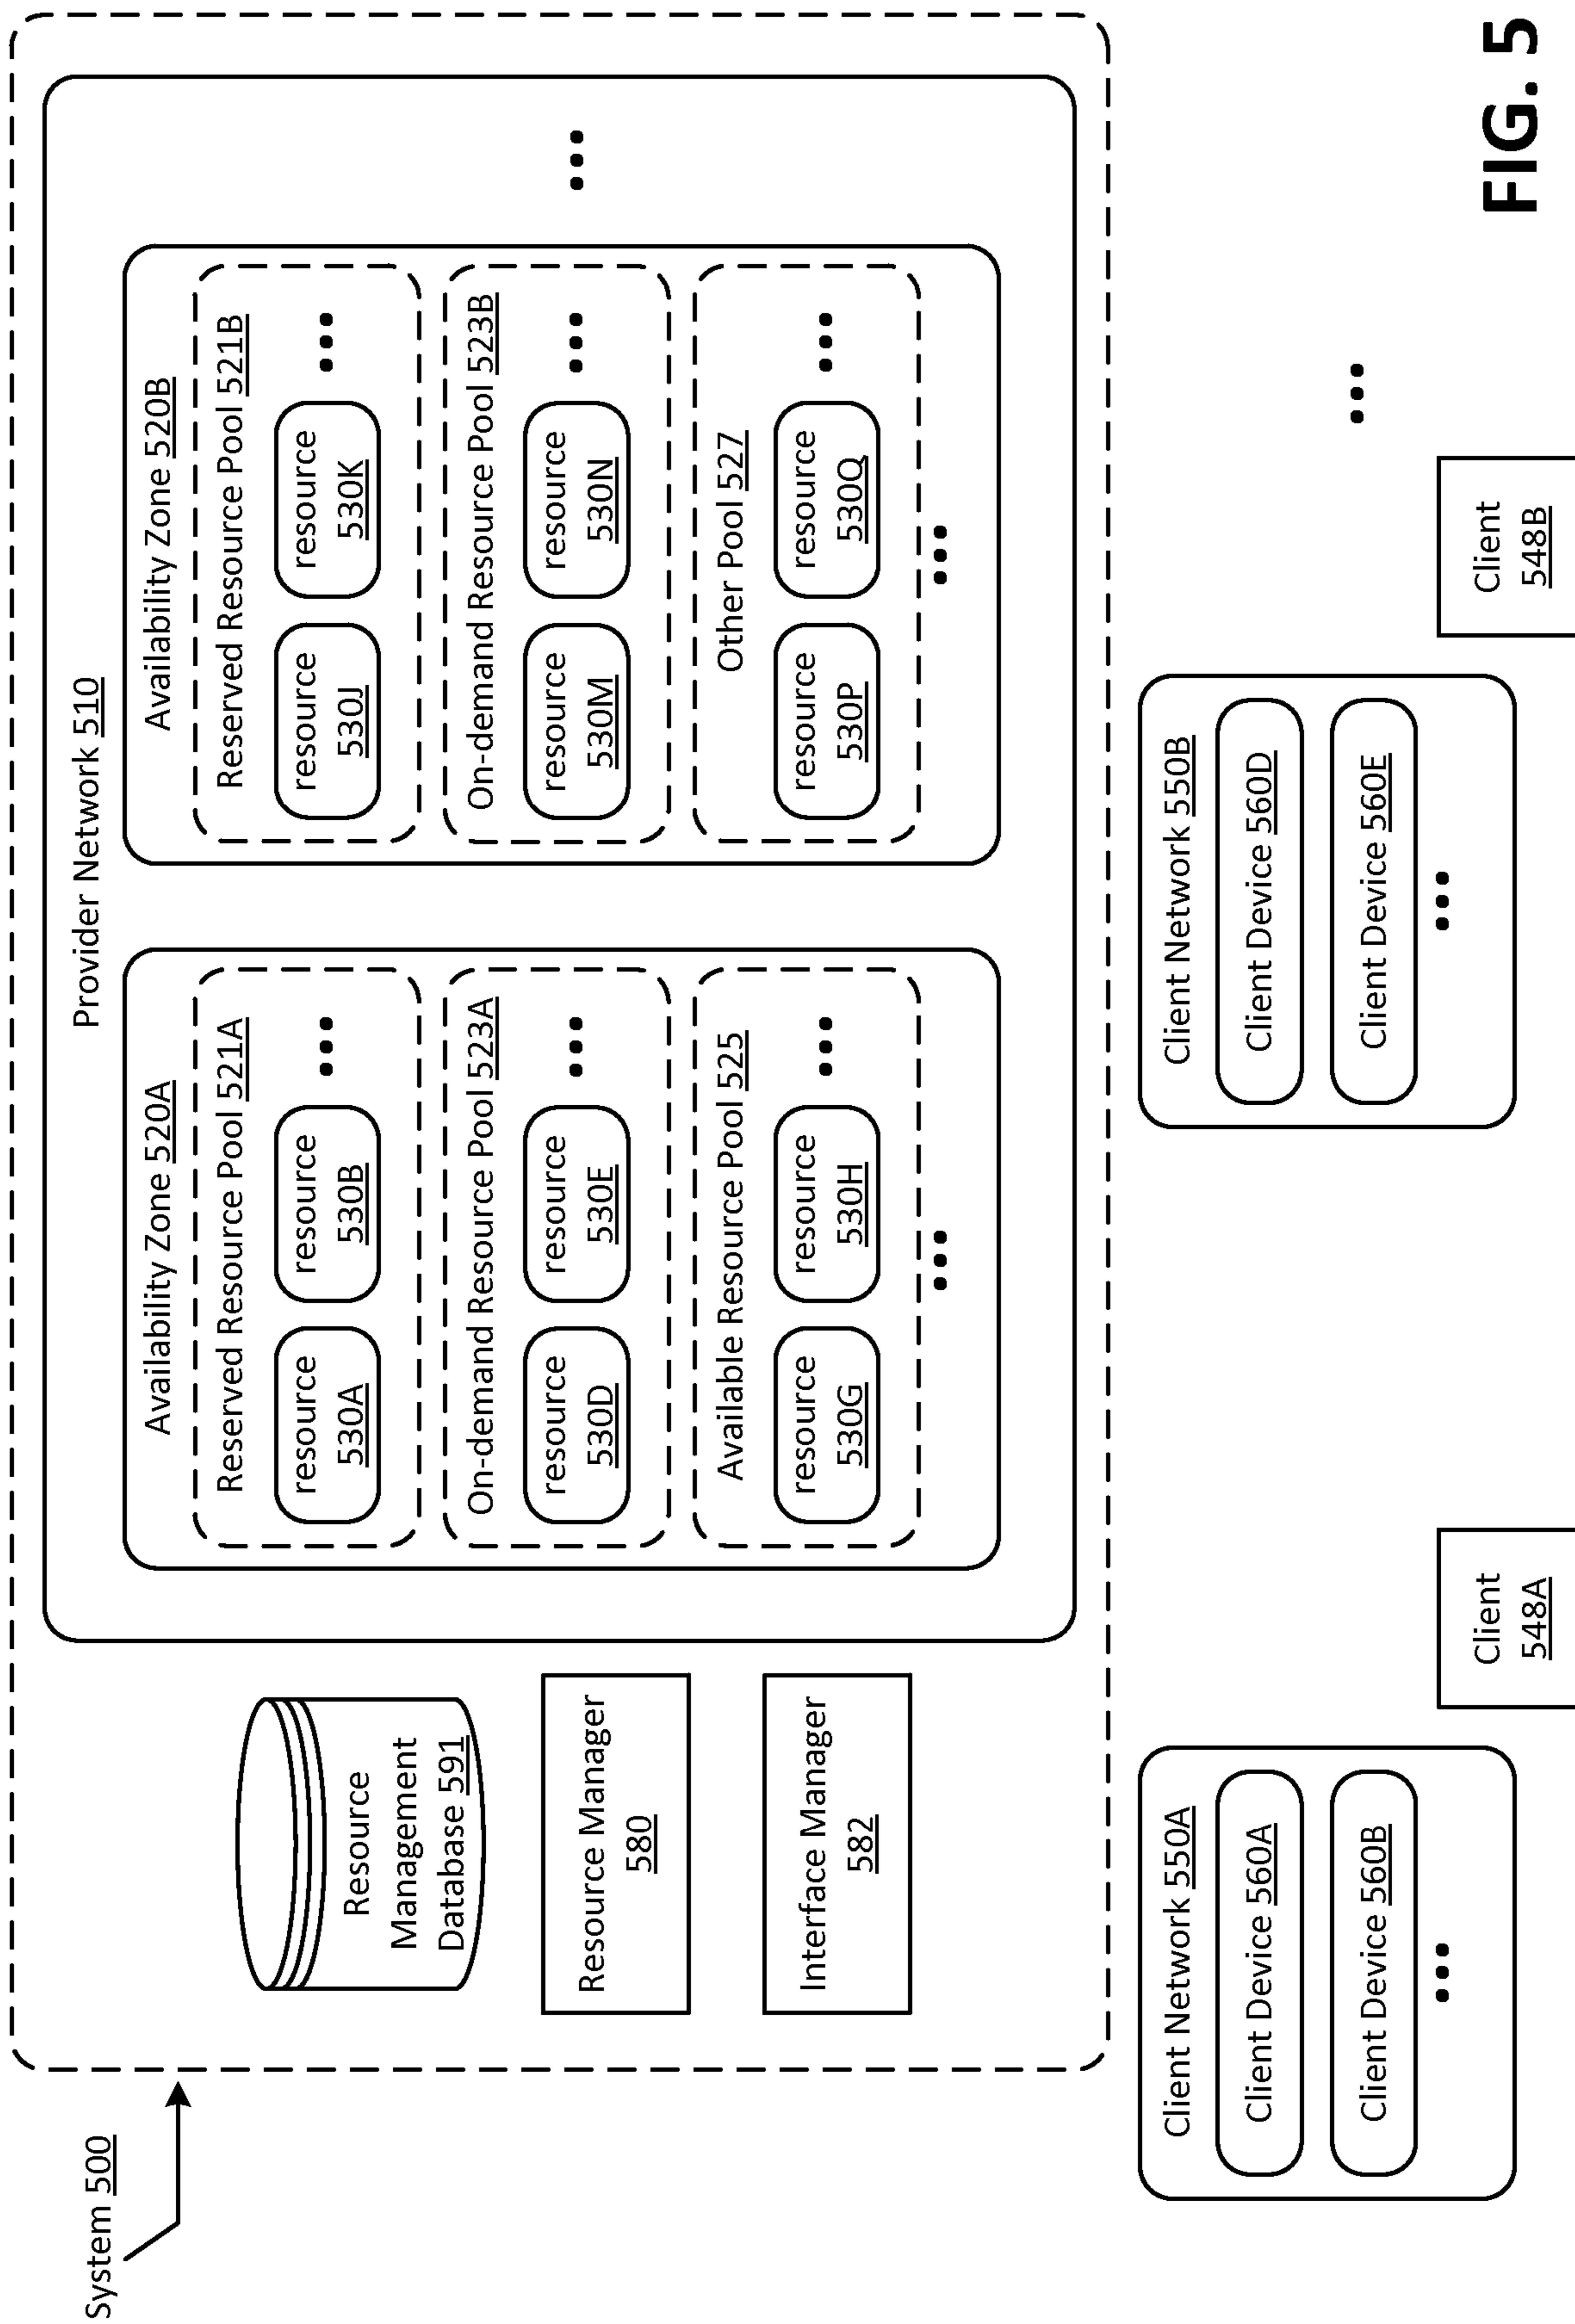 System 500
Resource
Management
Database 591
Resource Manager
580
Interface Manager
582
Provider Network 510
Availability Zone 520A
Reserved Resource Pool 521A
resource
530A
resource
530B
...
On-demand Resource Pool 523A
resource
530D
resource
530E
...
Available Resource Pool 525
resource
530G
resource
530H
...
...
Availability Zone 520B
Reserved Resource Pool 521B
resource
530J
resource
530K
...
On-demand Resource Pool 523B
resource
530M
resource
530N
...
Other Pool 527
resource
530P
resource
530Q
...
...
...
Client Network 550A
Client Device 560A
Client Device 560B
...
Client
548A
Client Network 550B
Client Device 560D
Client Device 560E
...
Client
548B
...
FIG. 5